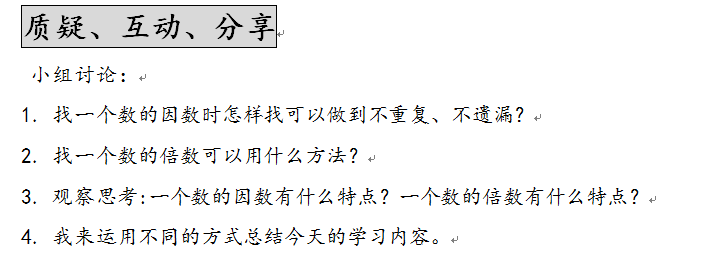 质疑、互动、分享
小组讨论：
1. 找一个数的因数时怎样找可以做到不重复、不遗漏？
2. 找一个数的倍数可以用什么方法？
3. 观察思考:一个数的因数有什么特点？一个数的倍数有什么特点？
4. 我来运用不同的方式总结今天的学习内容。